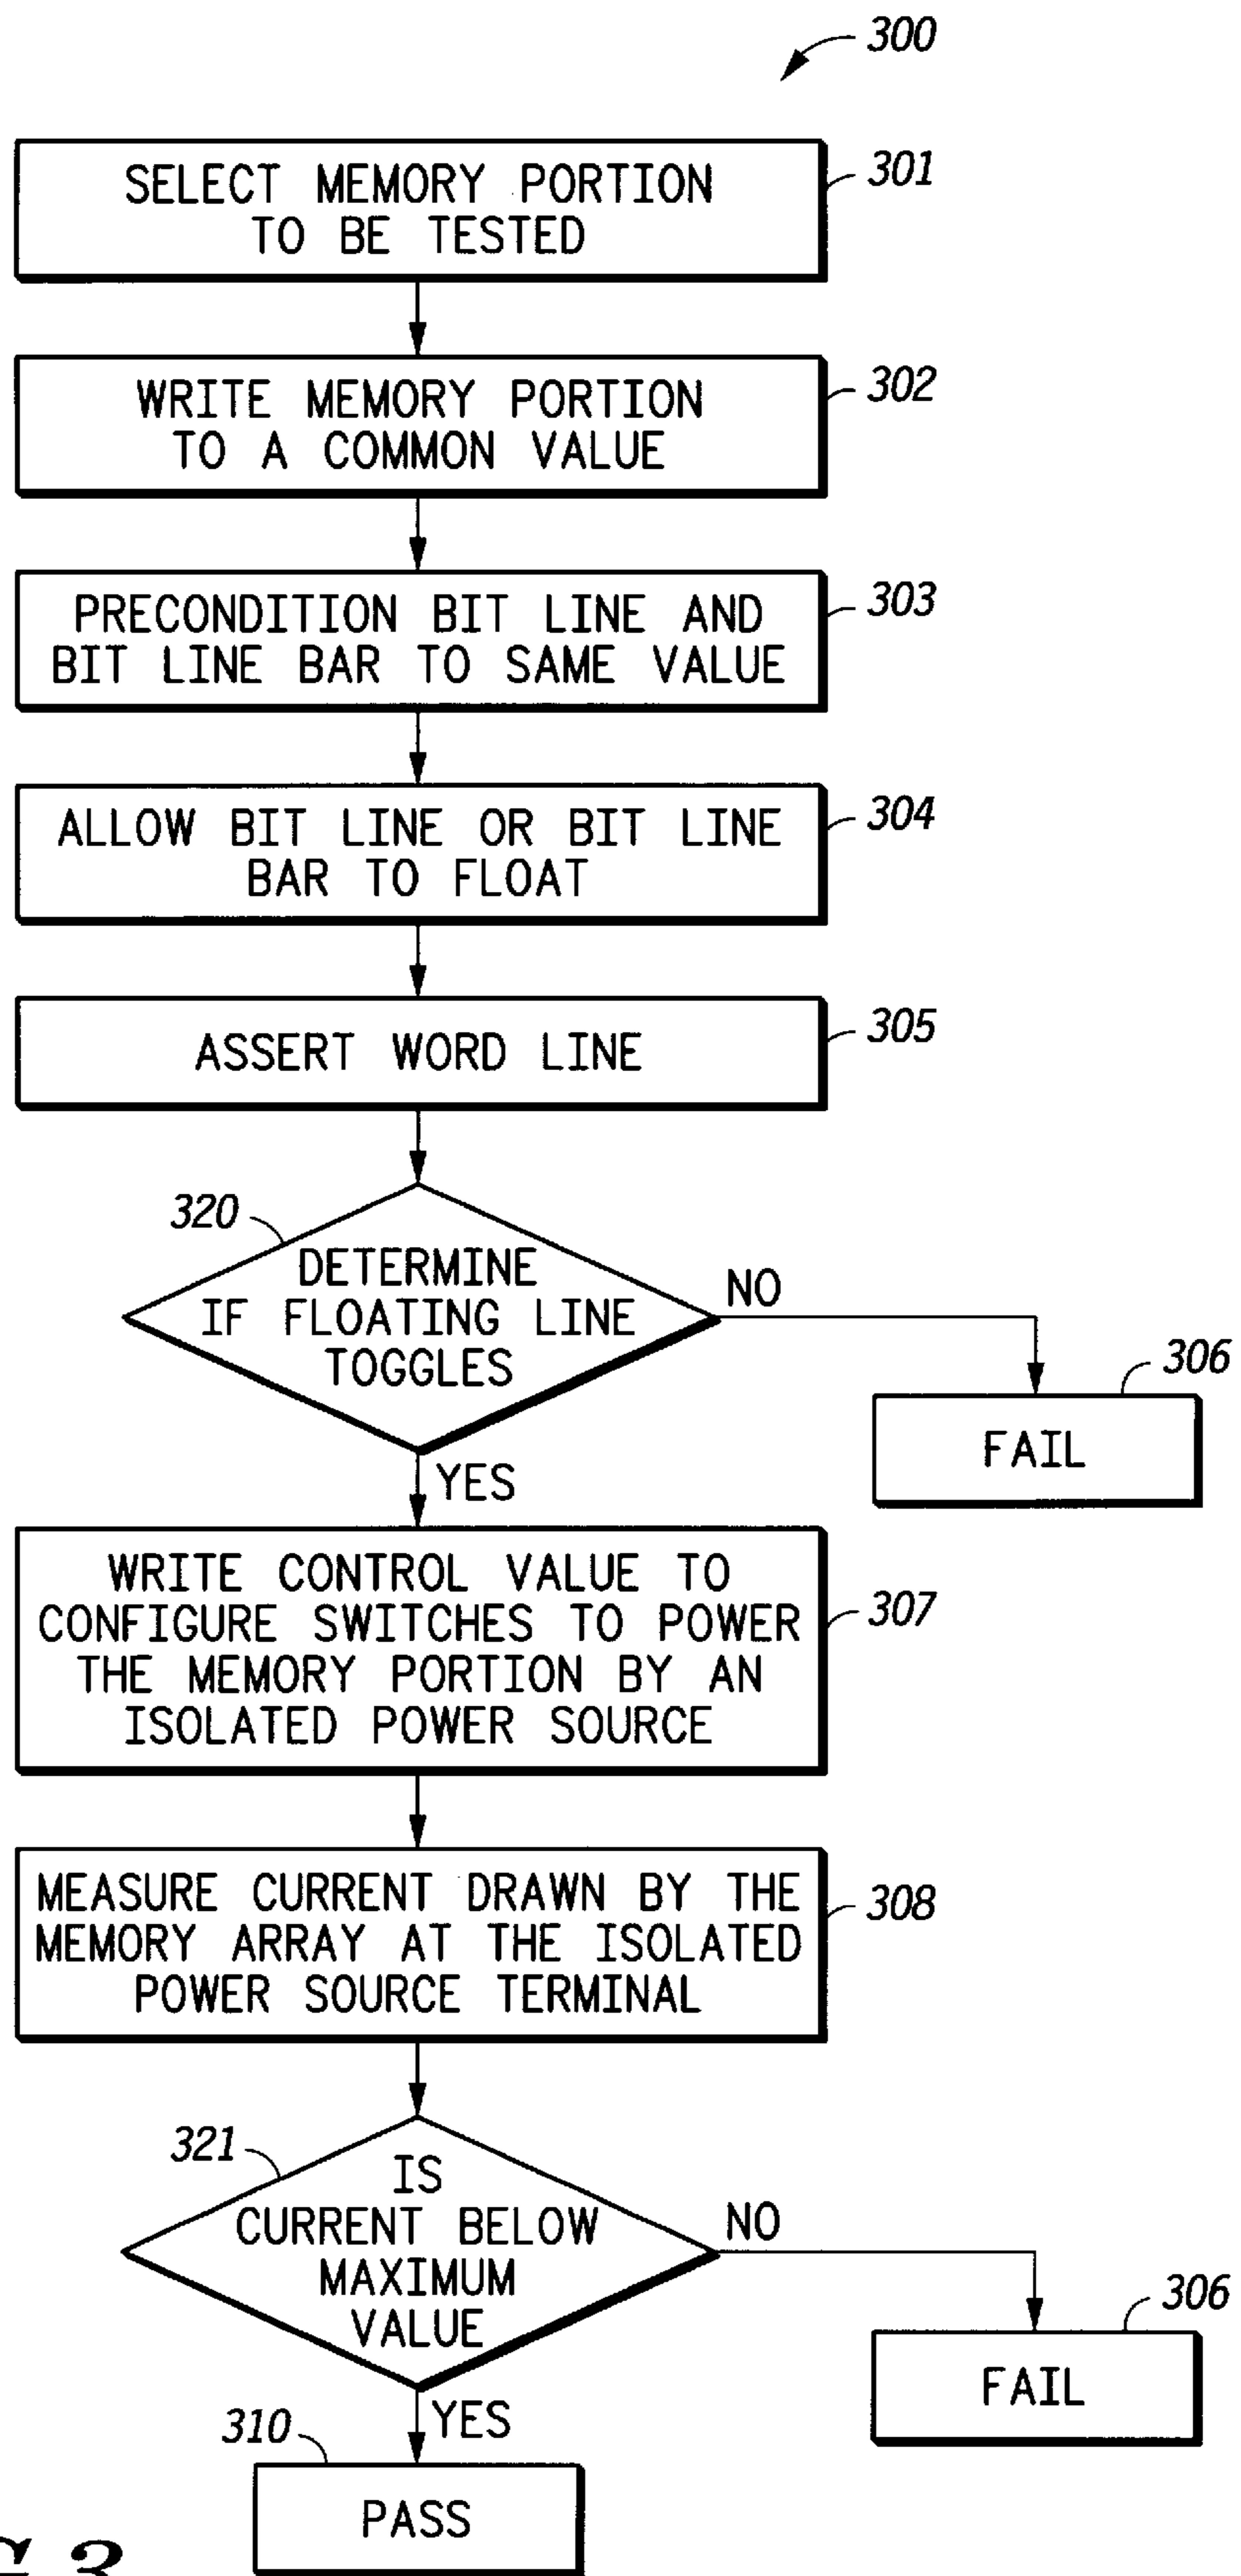 300
SELECT MEMORY PORTION
TO BE TESTED
301
WRITE MEMORY PORTION
TO A COMMON VALUE
302
PRECONDITION BIT LINE AND
BIT LINE BAR TO SAME VALUE
303
ALLOW BIT LINE OR BIT LINE
BAR TO FLOAT
304
ASSERT WORD LINE
305
320
DETERMINE
IF FLOATING LINE
TOGGLES
NO
306
FAIL
YES
WRITE CONTROL VALUE TO
CONFIGURE SWITCHES TO POWER
THE MEMORY PORTION BY AN
ISOLATED POWER SOURCE
307
MEASURE CURRENT DRAWN BY THE
MEMORY ARRAY AT THE ISOLATED
POWER SOURCE TERMINAL
308
321
IS
CURRENT BELOW
MAXIMUM
VALUE
NO
306
FAIL
YES
310
PASS